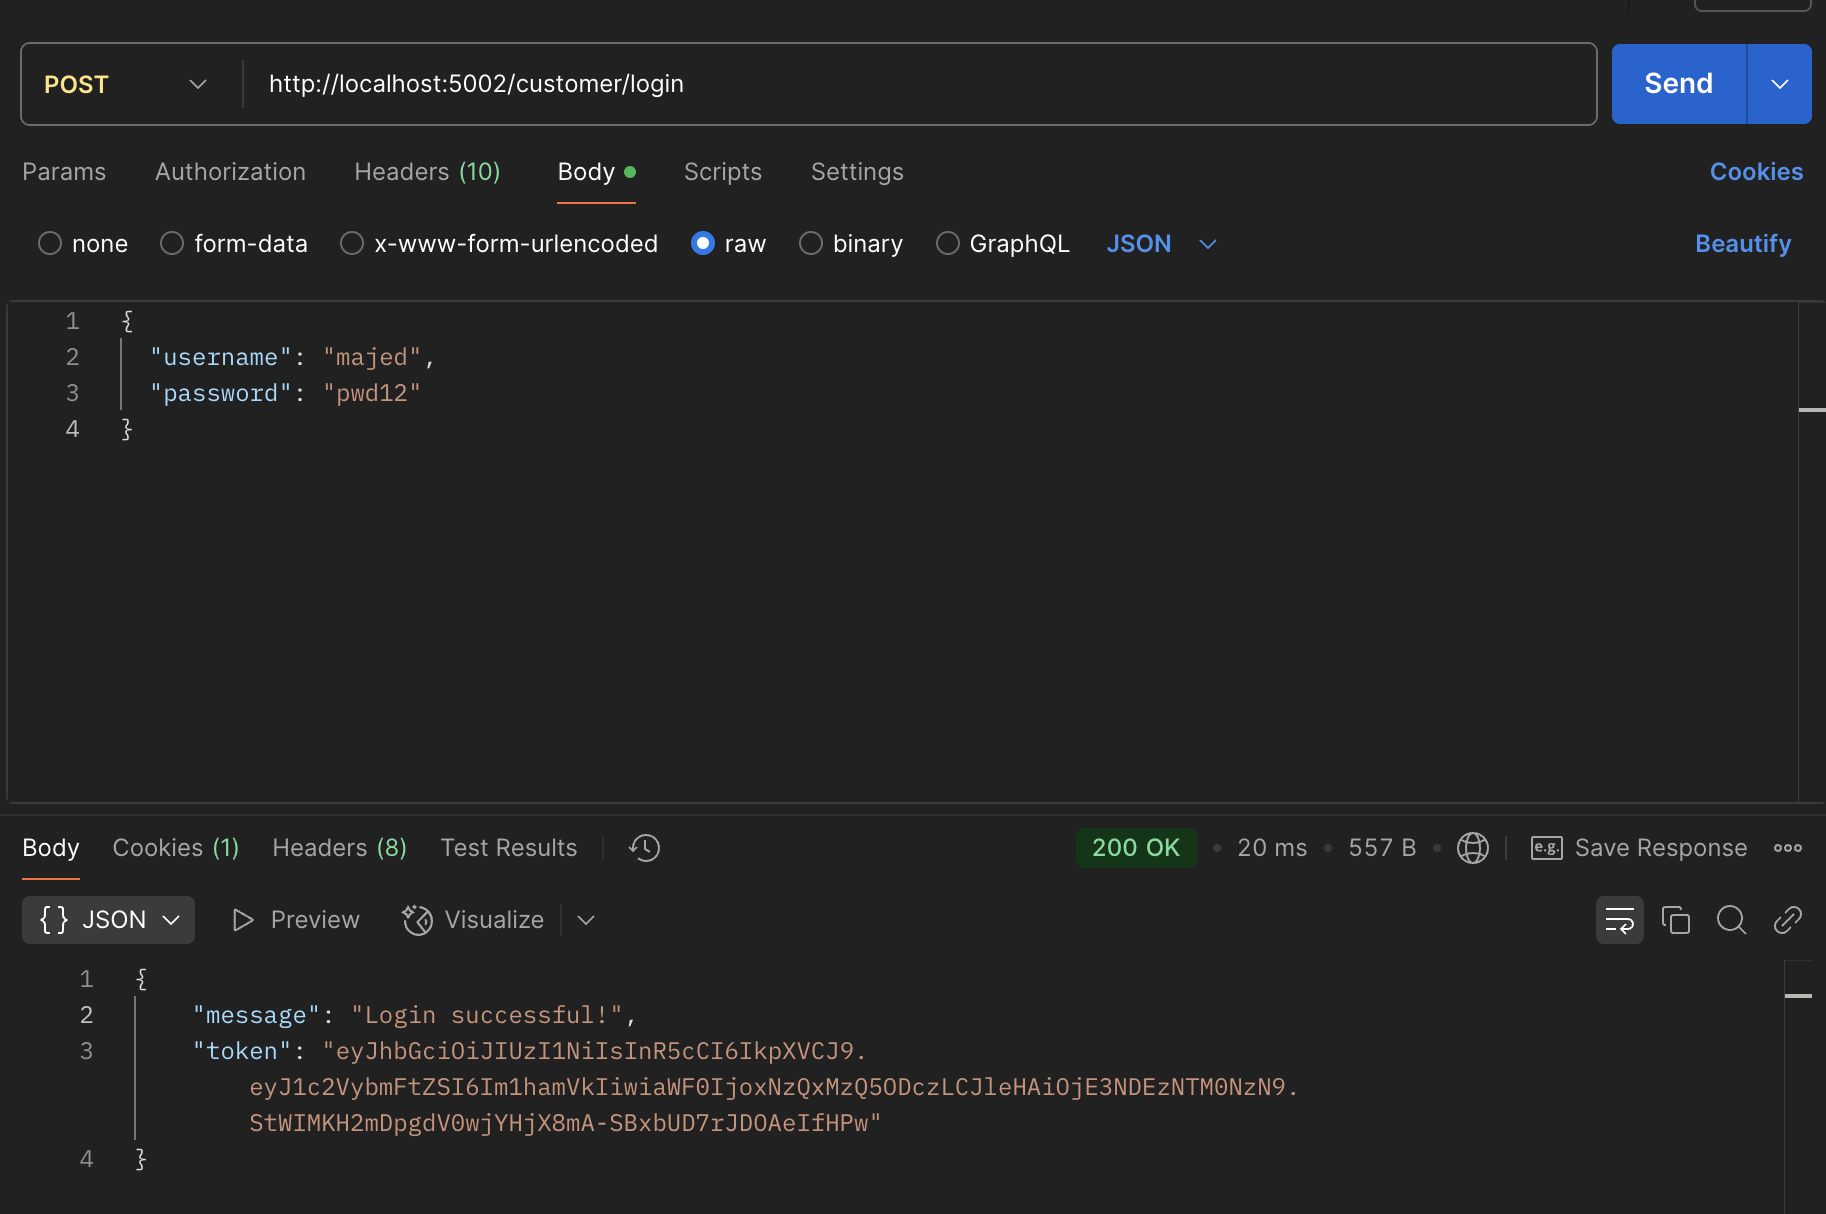 POST http://localhost:5002/customer/login Send
Params Authorization Headers (10) Body Scripts Settings Cookies
none form-data x-www-form-urlencoded raw binary GraphQL JSON Beautify
1 {
2 "username": "majed",
3 "password": "pwd12"
4 }
Body Cookies (1) Headers (8) Test Results 200 OK • 20 ms • 557 B • e.g. Save Response
{} JSON Preview Visualize
1 {
2 "message": "Login successful!",
3 "token": "eyJhbGciOiJIUzI1NiIsInR5cCI6IkpXVCJ9.
eyJ1c2VybmFtZSI6Im1hamVkIiwiaWF0IjoxNzQxMzQ5ODczLCJleHAiOjE3NDEzNTM0NzN9.
StWIMKH2mDpgdV0wjYHjX8mA-SBxbUD7rJDOAeIfHPw"
4 }